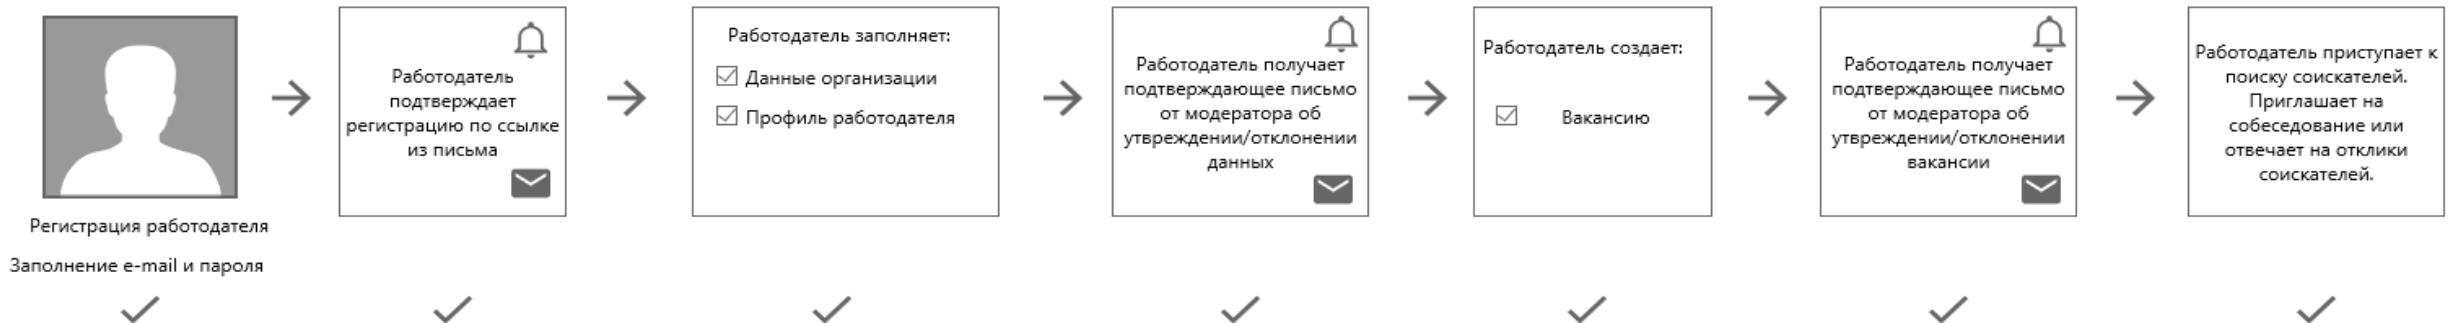 Регистрация работодателя
Заполнение e-mail и пароля
Работодатель
подтверждает
регистрацию по ссылке
из письма
Работодатель заполняет:
Данные организации
Профиль работодателя
Работодатель получает
подтверждающее письмо
от модератора об
утвреждении/отклонении
данных
Работодатель создает:
Вакансию
Работодатель получает
подтверждающее письмо
от модератора об
утвреждении/отклонении
вакансии
Работодатель приступает к
поиску соискателей.
Приглашает на
собеседование или
отвечает на отклики
соискателей.